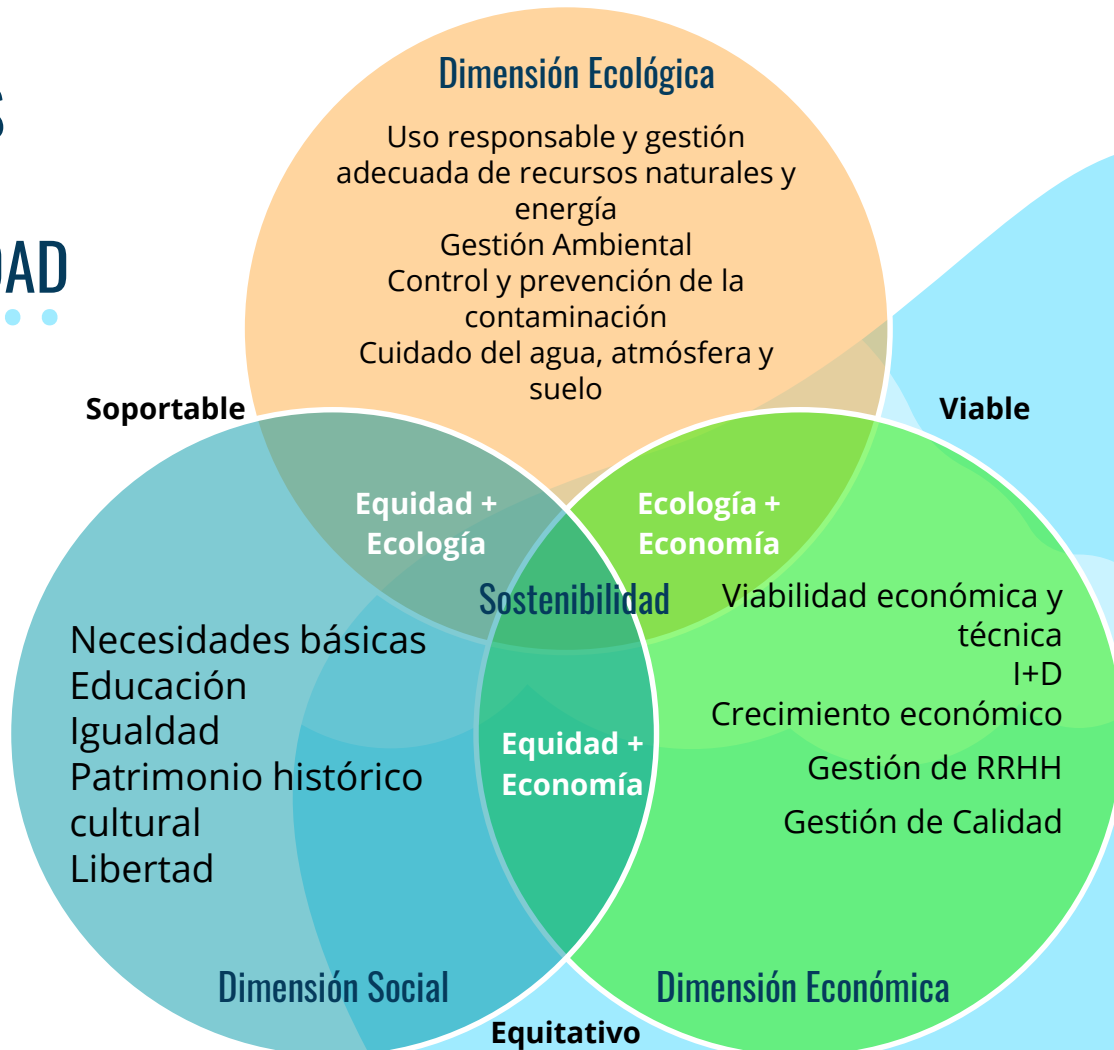 S
DAD
Dimensión Ecológica
Uso responsable y gestión
adecuada de recursos naturales y
energía
Gestión Ambiental
Control y prevención de la
contaminación
Cuidado del agua, atmósfera y
suelo
Soportable
Viable
Equidad +
Ecología
Ecología +
Economía
Sostenibilidad
Necesidades básicas
Educación
Igualdad
Patrimonio histórico
cultural
Libertad
Viabilidad económica y
técnica
I+D
Crecimiento económico
Gestión de RRHH
Gestión de Calidad
Equidad +
Economía
Dimensión Social
Dimensión Económica
Equitativo